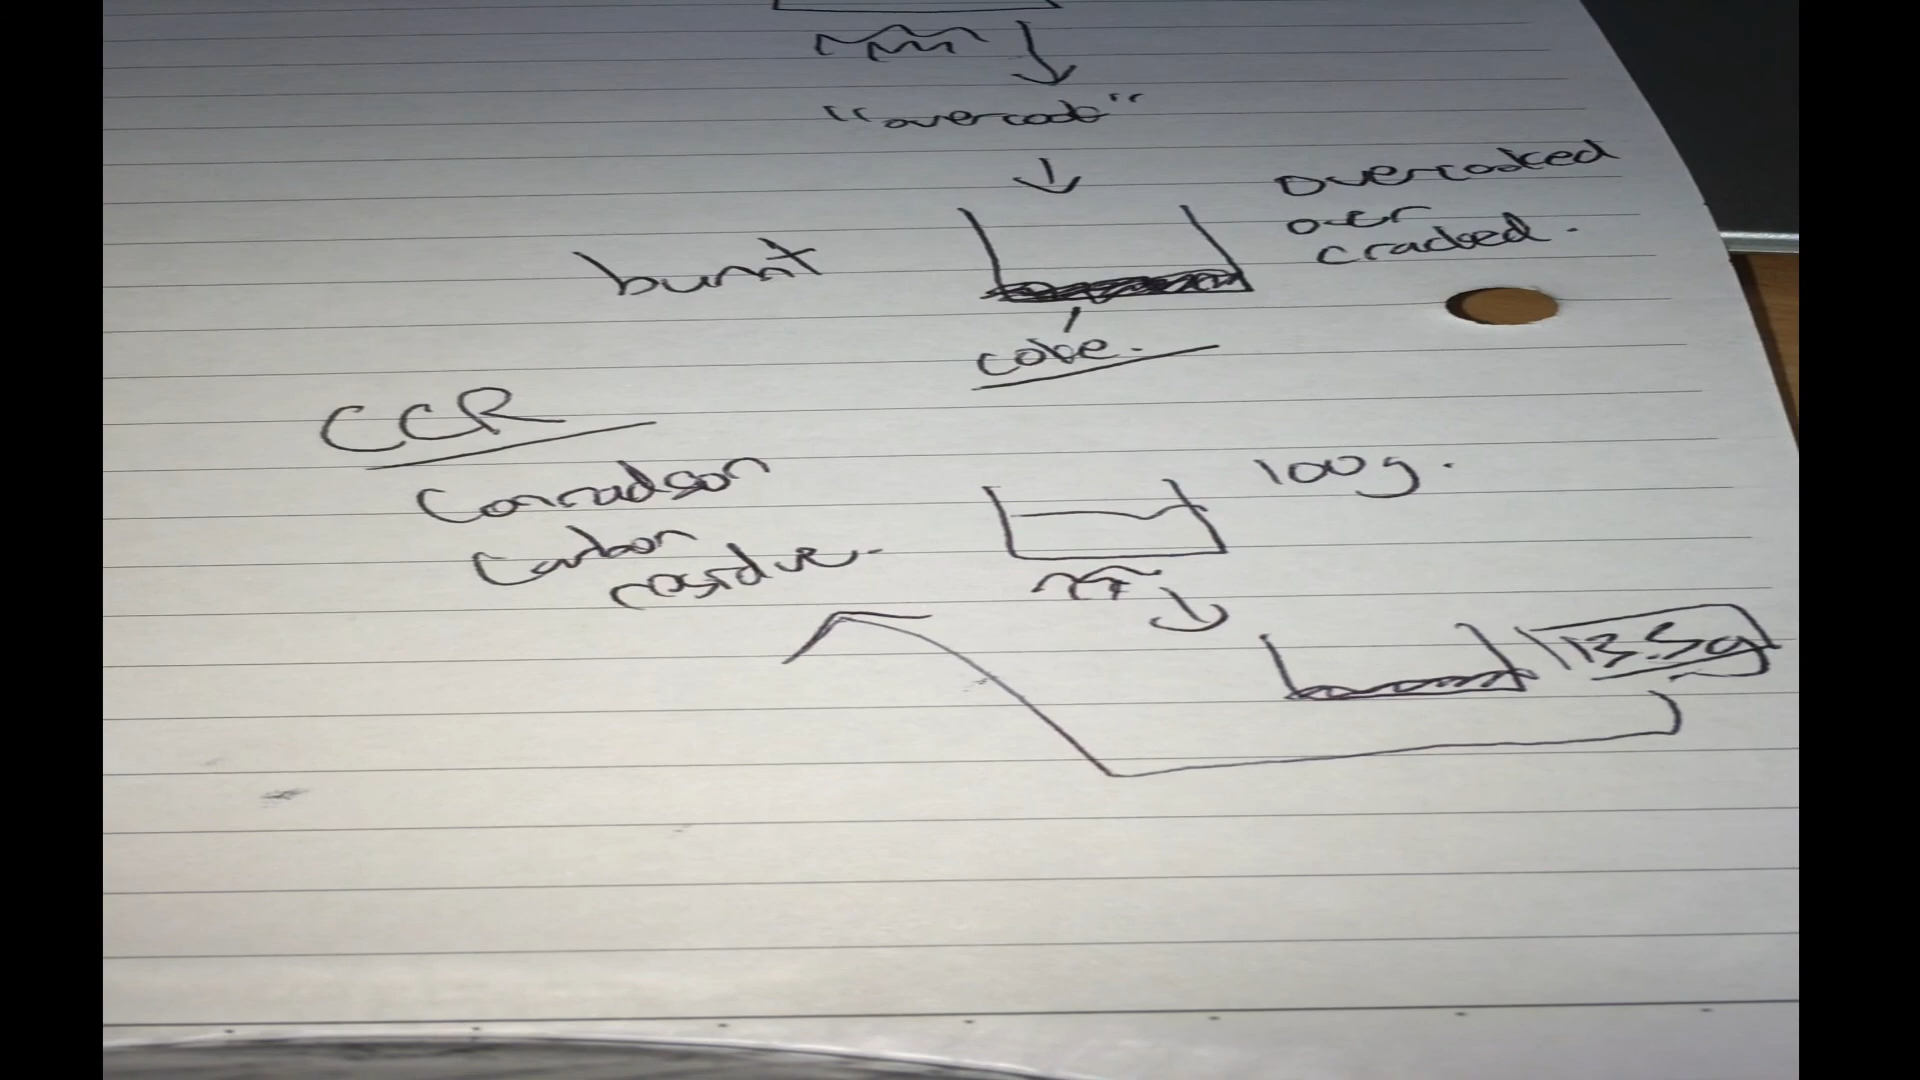 "overcook"
overcooked
over
cracked.
burnt
coke.
CCR
Conradson
Carbon
residue.
100g.
13.5g